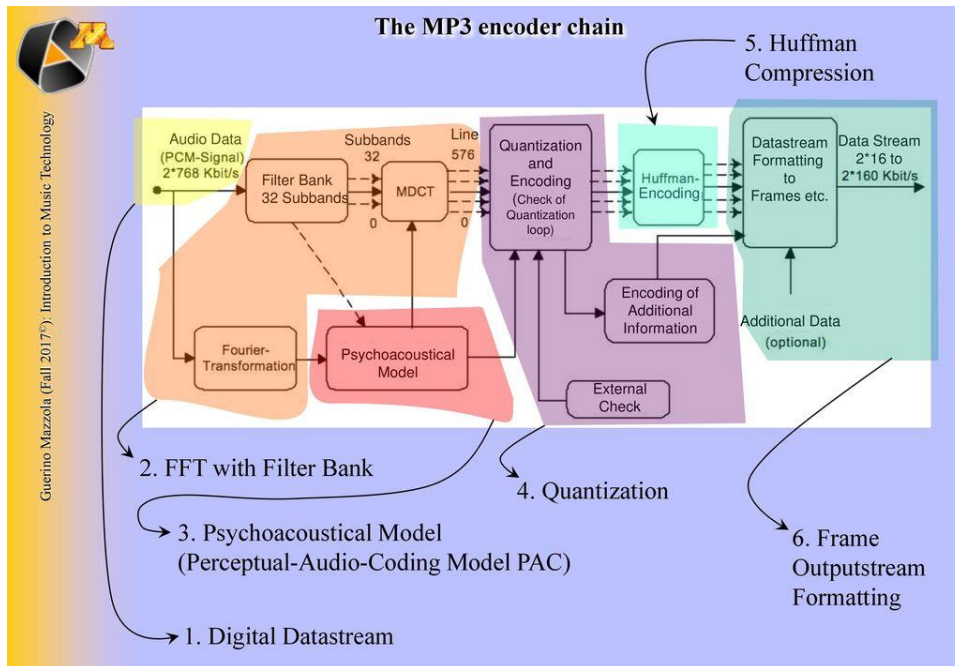 The MP3 encoder chain
5. Huffman
Compression
Audio Data
(PCM-Signal)
2*768 Kbit/s
Filter Bank
32 Subbands
Subbands
32
0
MDCT
Line
576
0
Quantization
and
Encoding
(Check of
Quantization
loop)
Huffman-
Encoding
Datastream
Formatting
to
Frames etc.
Data Stream
2*16 to
2*160 Kbit/s
Fourier-
Transformation
Psychoacoustical
Model
Encoding of
Additional
Information
External
Check
Additional Data
(optional)
2. FFT with Filter Bank
3. Psychoacoustical Model
(Perceptual-Audio-Coding Model PAC)
1. Digital Datastream
4. Quantization
6. Frame
Outputstream
Formatting
Guerino Mazzola (Fall 2017©): Introduction to Music Technology
M